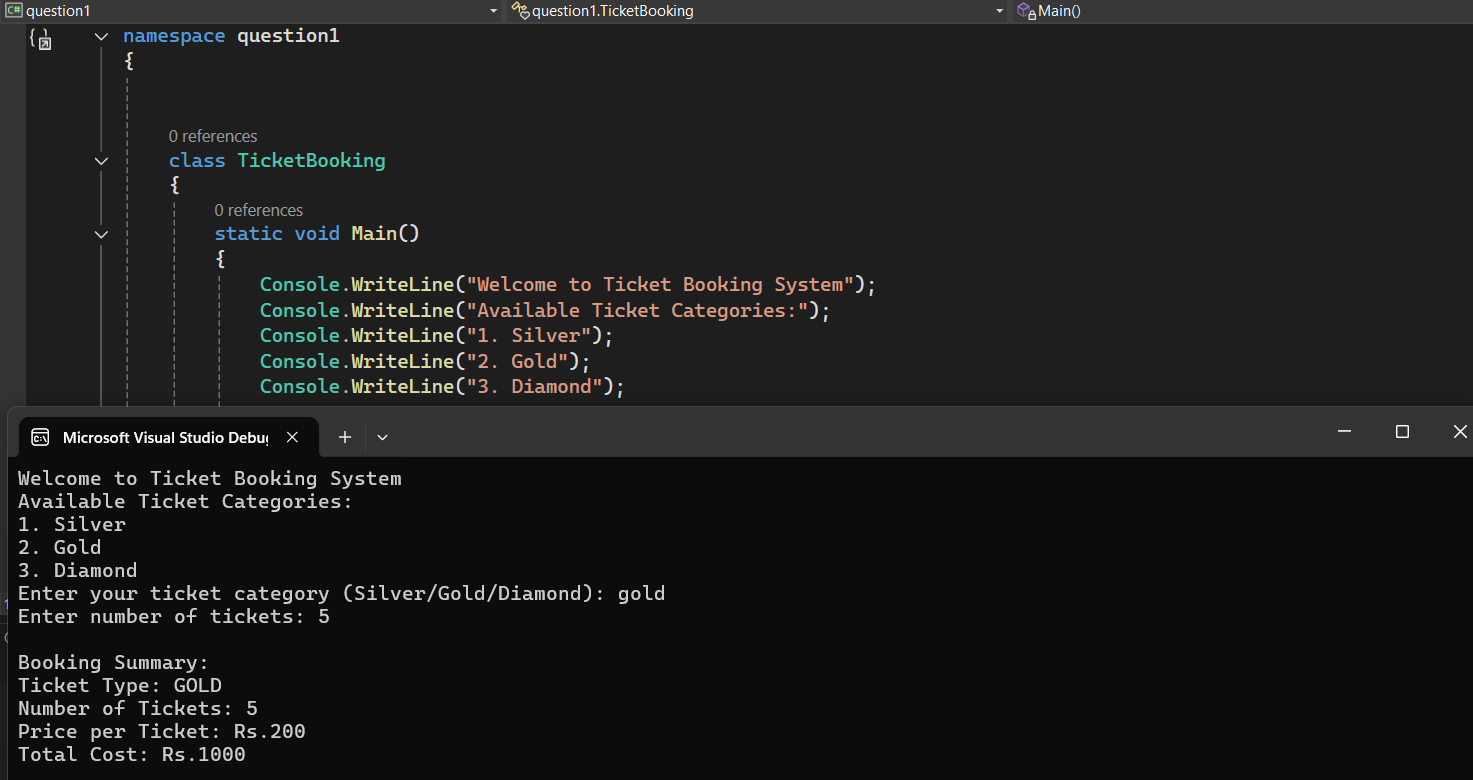 C# question1 question1.TicketBooking Main()
namespace question1
{
0 references
class TicketBooking
{
0 references
static void Main()
{
Console.WriteLine("Welcome to Ticket Booking System");
Console.WriteLine("Available Ticket Categories:");
Console.WriteLine("1. Silver");
Console.WriteLine("2. Gold");
Console.WriteLine("3. Diamond");
Microsoft Visual Studio Debu
Welcome to Ticket Booking System
Available Ticket Categories:
1. Silver
2. Gold
3. Diamond
Enter your ticket category (Silver/Gold/Diamond): gold
Enter number of tickets: 5
Booking Summary:
Ticket Type: GOLD
Number of Tickets: 5
Price per Ticket: Rs.200
Total Cost: Rs.1000